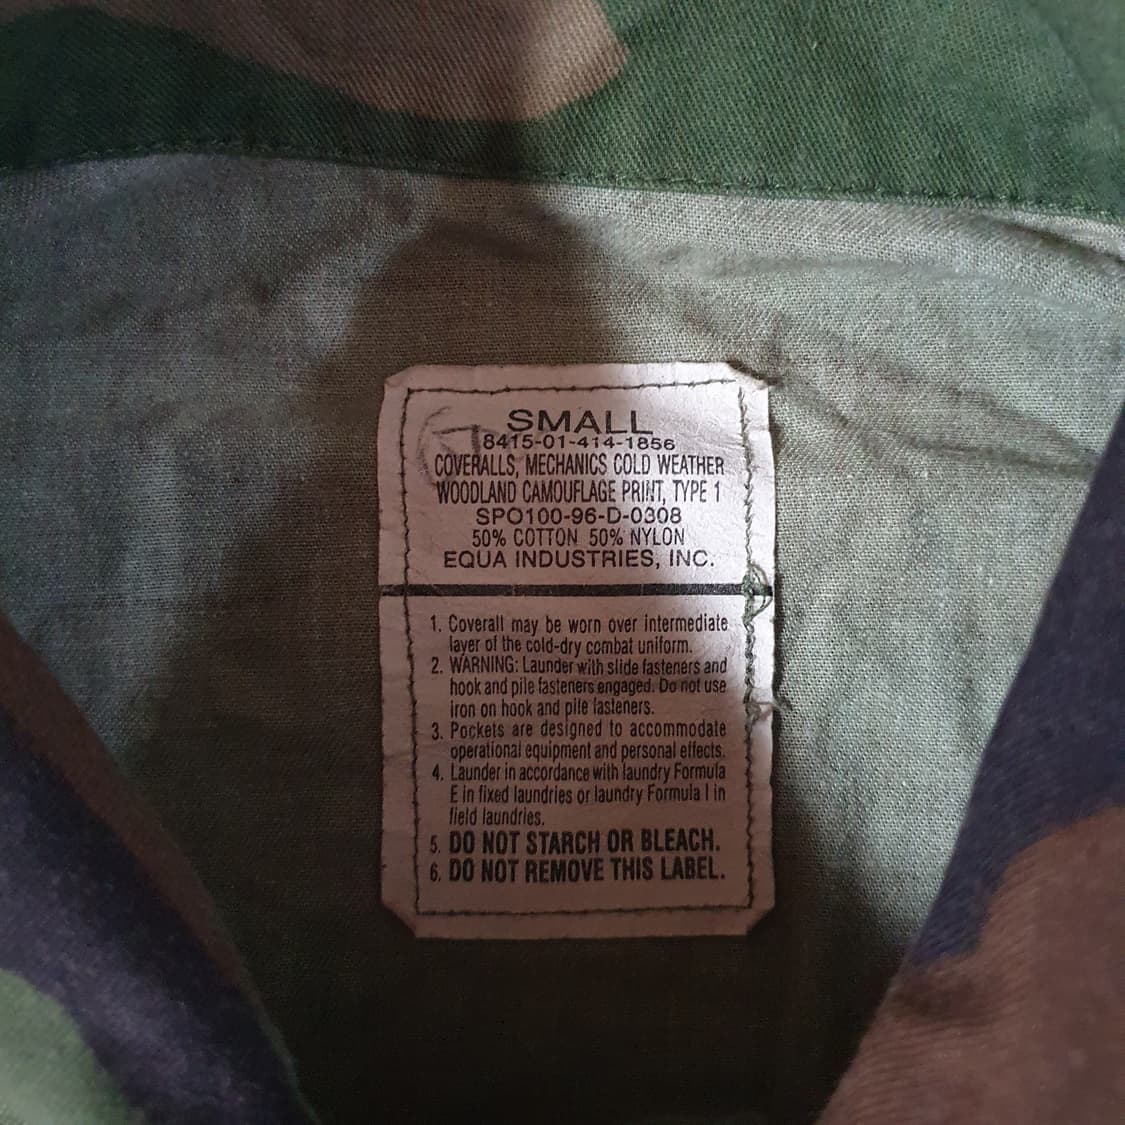 SMALL
8415-01-414-1856
COVERALLS, MECHANICS COLD WEATHER
WOODLAND CAMOUFLAGE PRINT, TYPE 1
SPO100-96-D-0308
50% COTTON 50% NYLON
EQUA INDUSTRIES, INC.
1. Coverall may be worn over intermediate
layer of the cold-dry combat uniform.
2. WARNING: Launder with slide fasteners and
hook and pile fasteners engaged. Do not use
iron on hook and pile fasteners.
3. Pockets are designed to accommodate
operational equipment and personal effects.
4. Launder in accordance with laundry Formula
E in fixed laundries or laundry Formula I in
field laundries.
5. DO NOT STARCH OR BLEACH.
6. DO NOT REMOVE THIS LABEL.